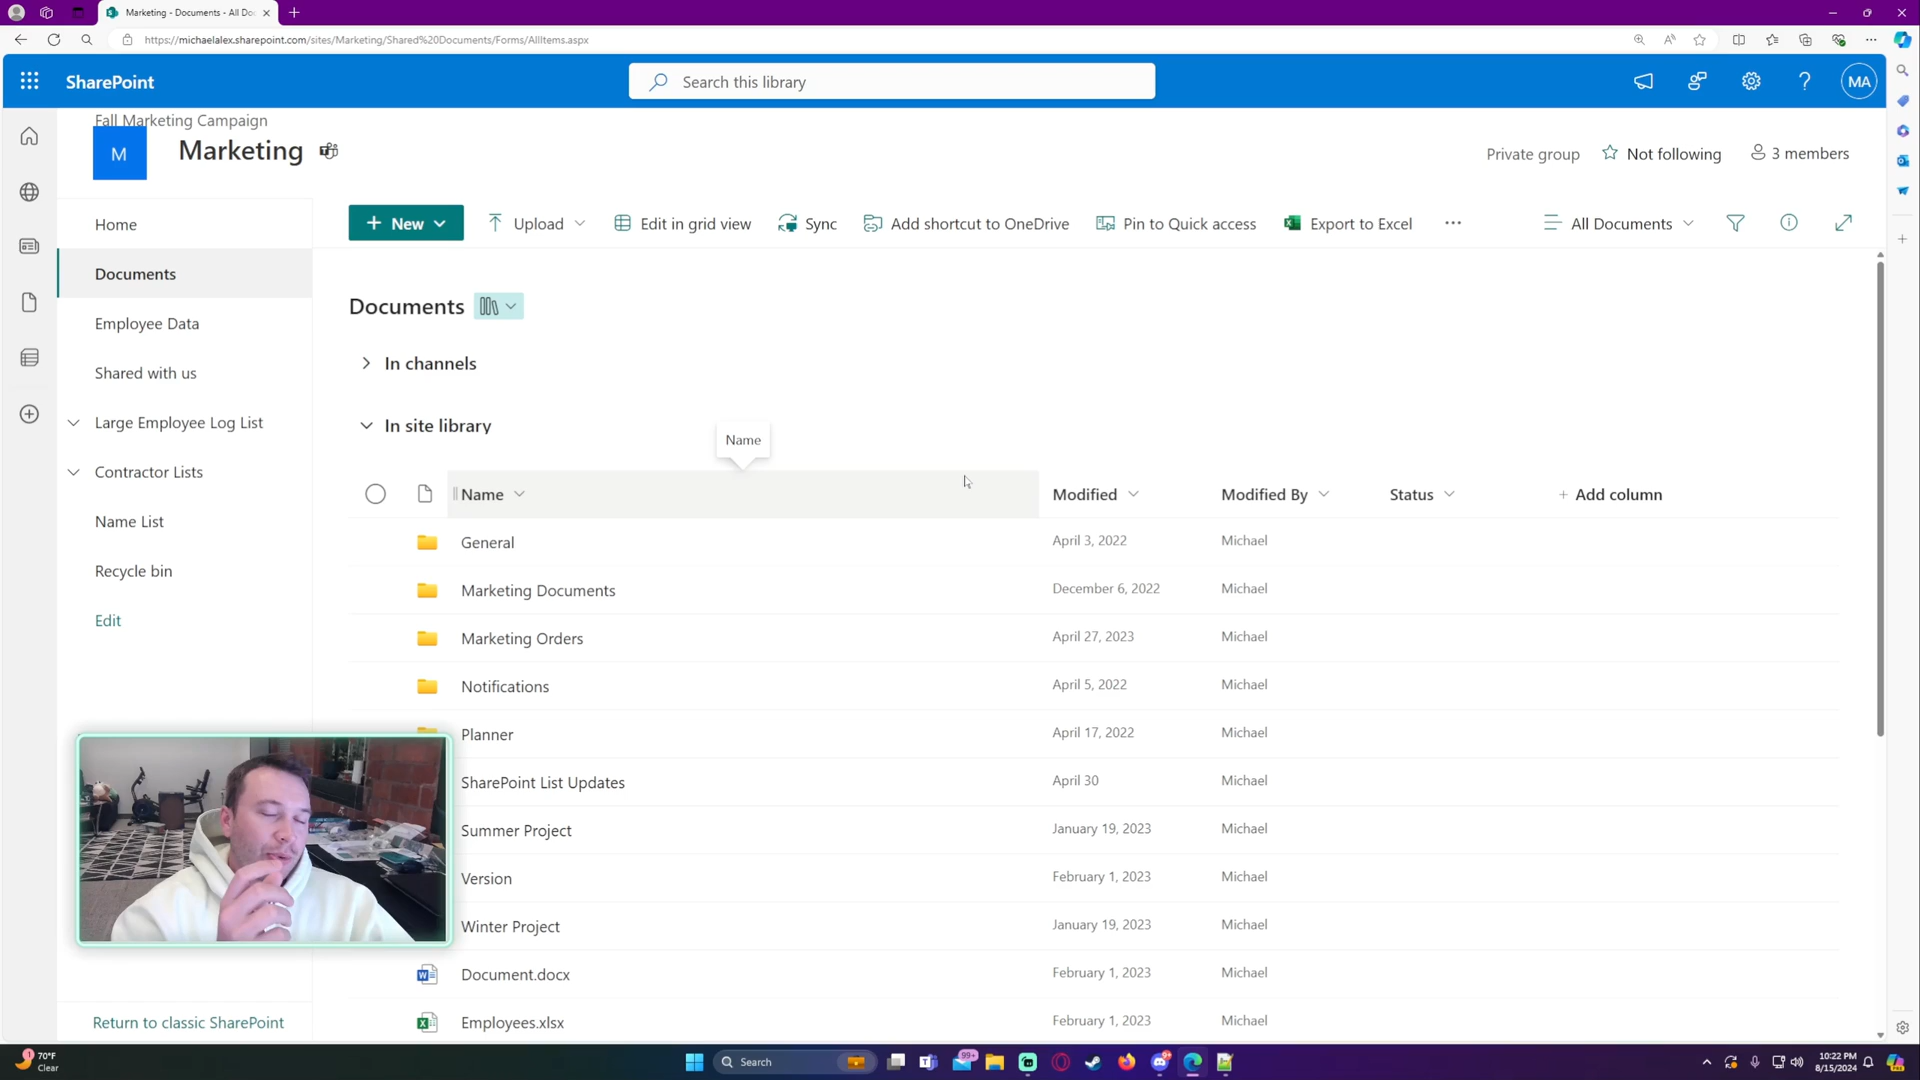 Marketing - Documents - All Do
https://michaelalex.sharepoint.com/sites/Marketing/Shared%20Documents/Forms/AllItems.aspx
SharePoint
Search this library
MA
Fall Marketing Campaign
M
Marketing
Private group
Not following
3 members
New
Upload
Edit in grid view
Sync
Add shortcut to OneDrive
Pin to Quick access
Export to Excel
All Documents
Home
Documents
Employee Data
Shared with us
Large Employee Log List
Contractor Lists
Name List
Recycle bin
Edit
Return to classic SharePoint
Documents
In channels
In site library
Name
Name Modified Modified By Status + Add column
General April 3, 2022 Michael
Marketing Documents December 6, 2022 Michael
Marketing Orders April 27, 2023 Michael
Notifications April 5, 2022 Michael
Planner April 17, 2022 Michael
SharePoint List Updates April 30 Michael
Summer Project January 19, 2023 Michael
Version February 1, 2023 Michael
Winter Project January 19, 2023 Michael
Document.docx February 1, 2023 Michael
Employees.xlsx February 1, 2023 Michael
1
70°F
Clear
Search
99+
10:22 PM
8/15/2024